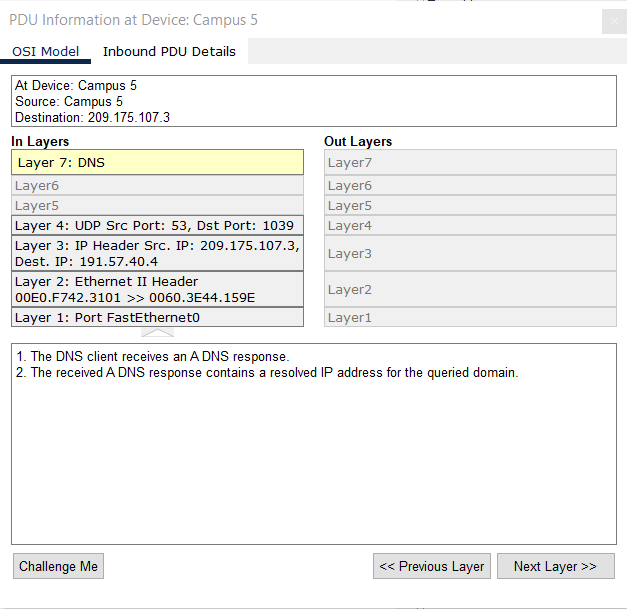 PDU Information at Device: Campus 5
OSI Model
Inbound PDU Details
At Device: Campus 5
Source: Campus 5
Destination: 209.175.107.3
In Layers
Out Layers
Layer 7: DNS
Layer7
Layer6
Layer6
Layer5
Layer5
Layer 4: UDP Src Port: 53, Dst Port: 1039
Layer4
Layer 3: IP Header Src. IP: 209.175.107.3,
Dest. IP: 191.57.40.4
Layer3
Layer 2: Ethernet II Header
00E0.F742.3101 >> 0060.3E44.159E
Layer2
Layer 1: Port FastEthernet0
Layer1
1. The DNS client receives an A DNS response.
2. The received A DNS response contains a resolved IP address for the queried domain.
Challenge Me
<< Previous Layer
Next Layer >>